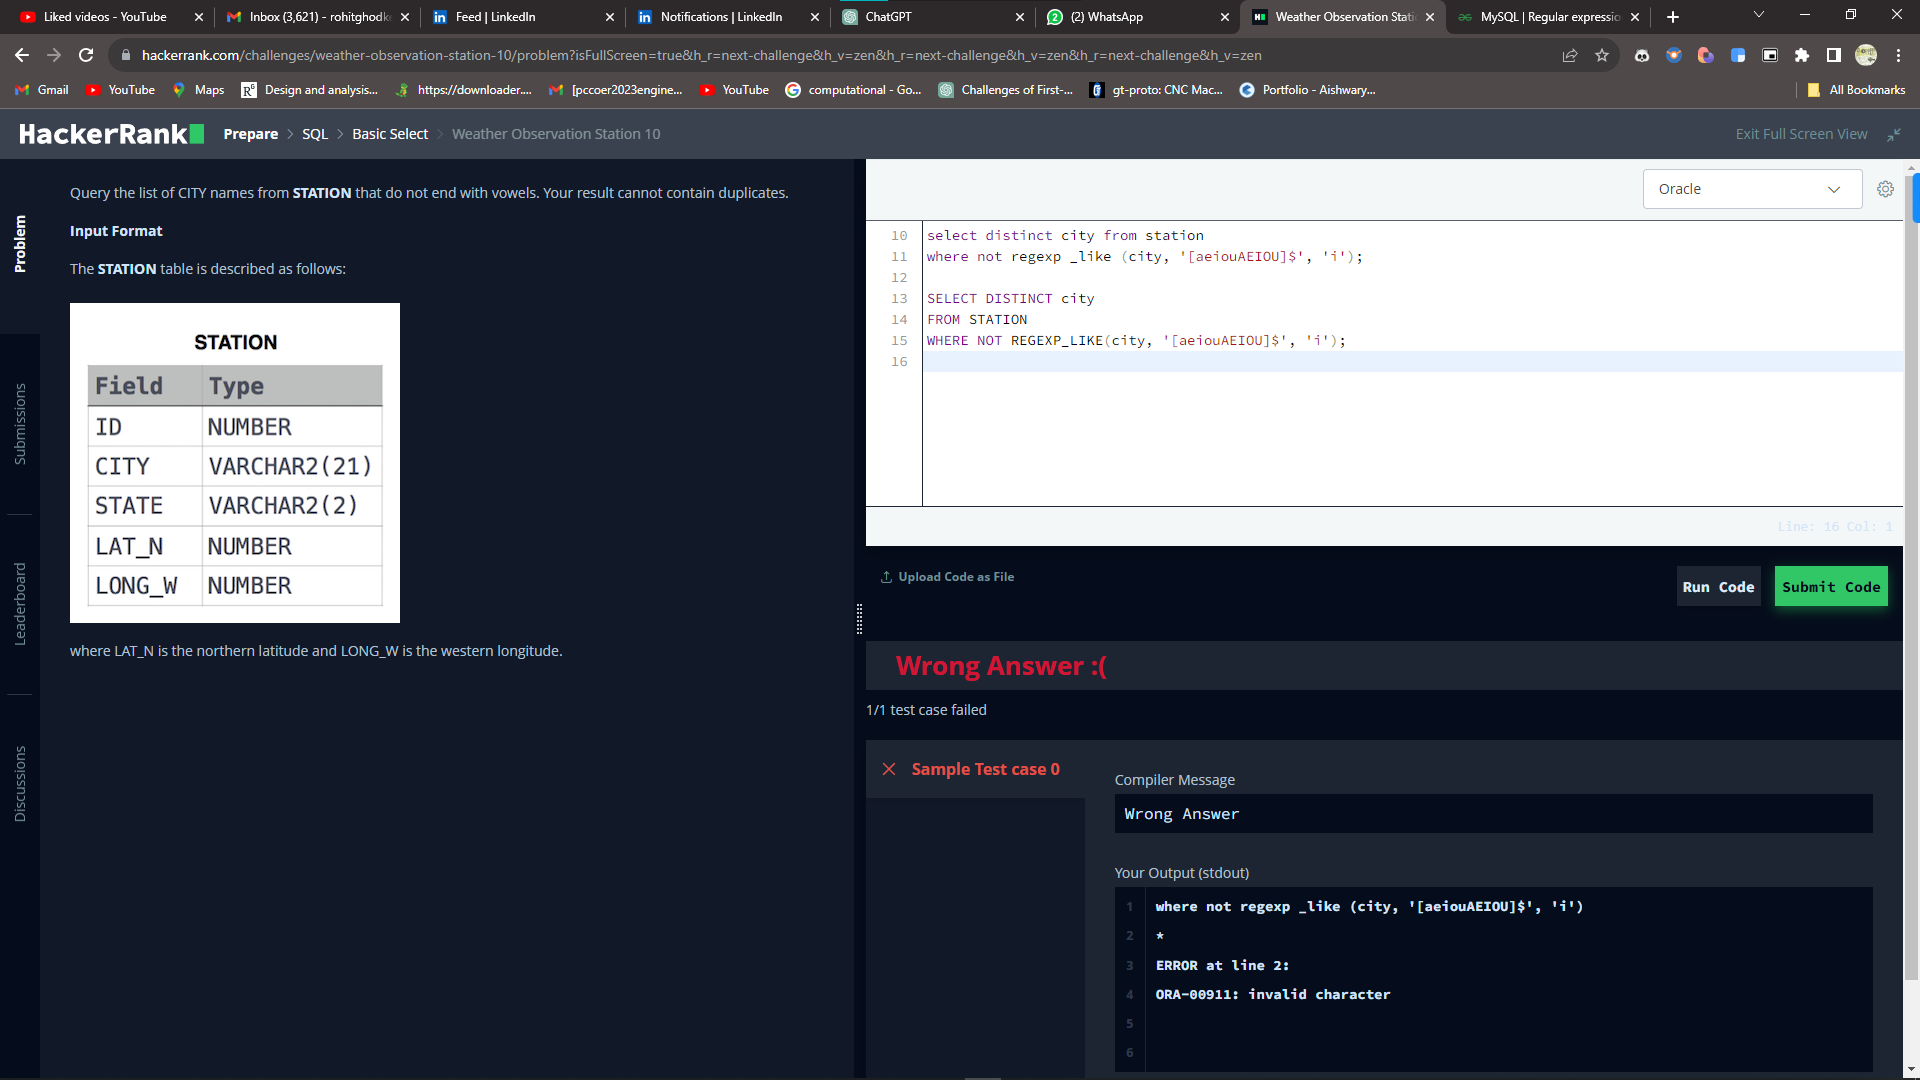 Liked videos - YouTube
Inbox (3,621) - rohitghodke
Feed | LinkedIn
Notifications | LinkedIn
ChatGPT
(2) WhatsApp
Weather Observation Stati
MySQL | Regular expressio
hackerrank.com/challenges/weather-observation-station-10/problem?isFullScreen=true&h_r=next-challenge&h_v=zen&h_r=next-challenge&h_v=zen&h_r=next-challenge&h_v=zen&h_r=next-challenge&h_v=zen
Gmail
YouTube
Maps
Design and analysis...
https://downloader....
[pccoer2023engine...
YouTube
computational - Go...
Challenges of First-...
gt-proto: CNC Mac...
Portfolio - Aishwary...
All Bookmarks
HackerRank
Prepare > SQL > Basic Select > Weather Observation Station 10
Exit Full Screen View
Problem
Submissions
Leaderboard
Discussions
Query the list of CITY names from STATION that do not end with vowels. Your result cannot contain duplicates.
Input Format
The STATION table is described as follows:
STATION
Field Type
ID NUMBER
CITY VARCHAR2(21)
STATE VARCHAR2(2)
LAT_N NUMBER
LONG_W NUMBER
where LAT_N is the northern latitude and LONG_W is the western longitude.
Oracle
10 select distinct city from station
11 where not regexp _like (city, '[aeiouAEIOU]$', 'i');
12
13 SELECT DISTINCT city
14 FROM STATION
15 WHERE NOT REGEXP_LIKE(city, '[aeiouAEIOU]$', 'i');
16
Line: 16 Col: 1
Upload Code as File
Run Code
Submit Code
Wrong Answer :(
1/1 test case failed
Sample Test case 0
Compiler Message
Wrong Answer
Your Output (stdout)
1 where not regexp _like (city, '[aeiouAEIOU]$', 'i')
2 *
3 ERROR at line 2:
4 ORA-00911: invalid character
5
6